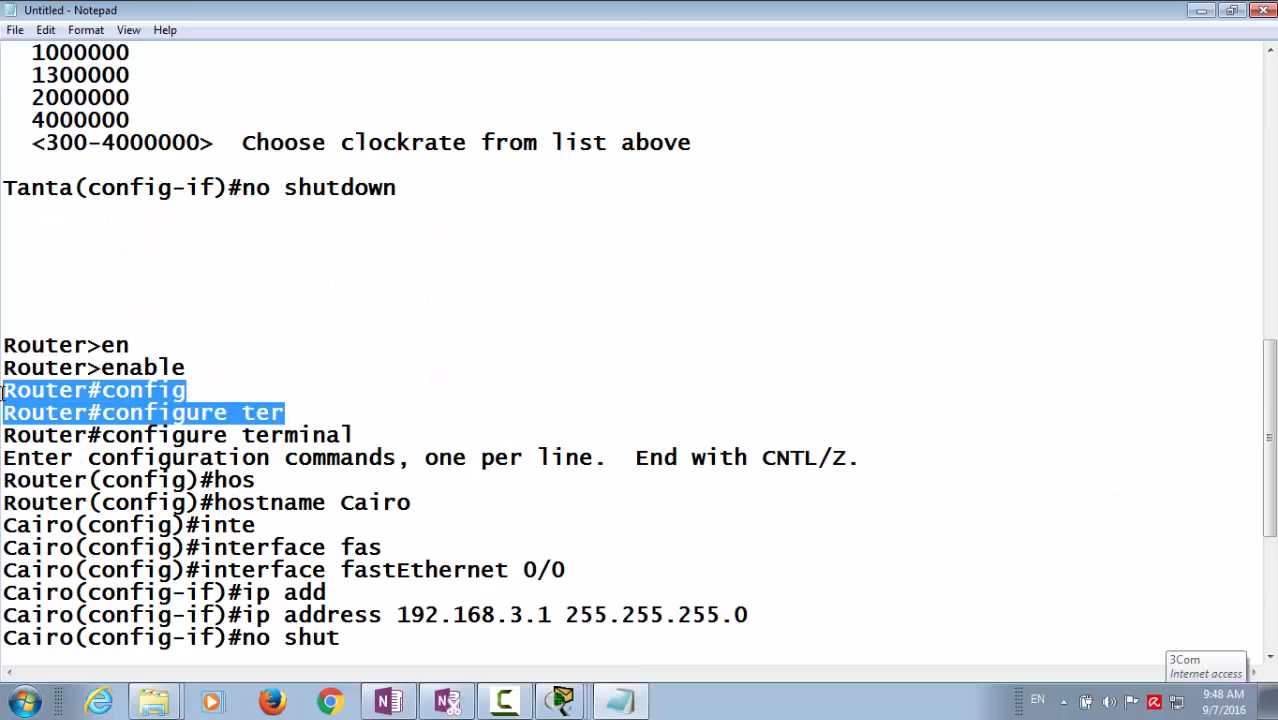 Untitled - Notepad
File Edit Format View Help
1000000
1300000
2000000
4000000
<300-4000000>  Choose clockrate from list above
Tanta(config-if)#no shutdown
Router>en
Router>enable
Router#config
Router#configure ter
Router#configure terminal
Enter configuration commands, one per line.  End with CNTL/Z.
Router(config)#hos
Router(config)#hostname Cairo
Cairo(config)#inte
Cairo(config)#interface fas
Cairo(config)#interface fastEthernet 0/0
Cairo(config-if)#ip add
Cairo(config-if)#ip address 192.168.3.1 255.255.255.0
Cairo(config-if)#no shut
3Com
Internet access
EN
9:48 AM
9/7/2016